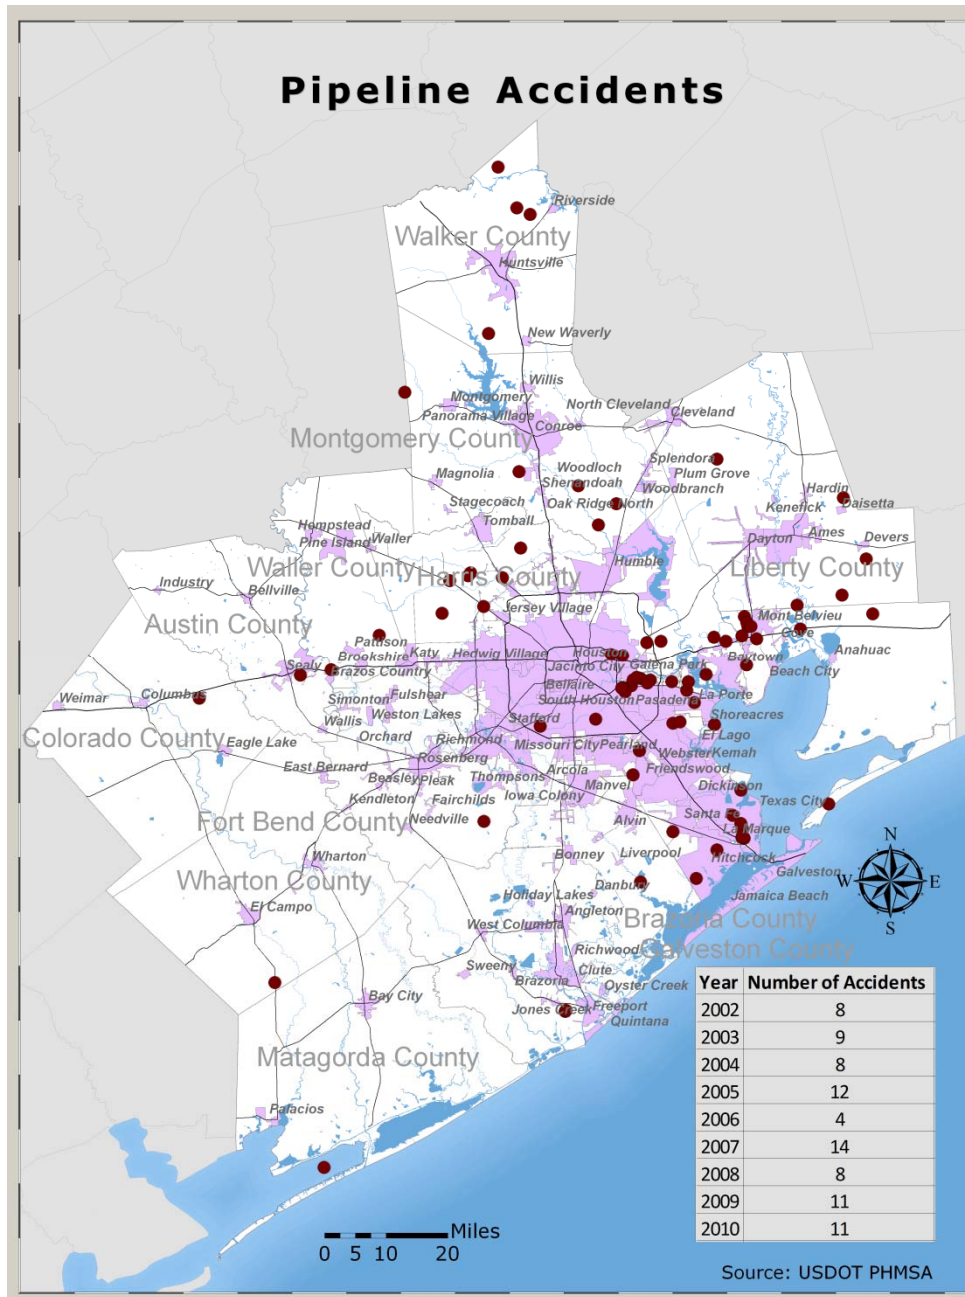 Pipeline Accidents
Riverside
Walker County
Huntsville
New Waverly
Willis
Montgomery
Panorama Village
North Cleveland
Cleveland
Conroe
Montgomery County
Splendora
Woodloch
Plum Grove
Magnolia
Shenandoah
Woodbranch
Hardin
Stagecoach
Oak Ridge North
Kenefick
Daisetta
Tomball
Hempstead
Pine Island
Waller
Ames
Dayton
Devers
Humble
Waller County
Harris County
Liberty County
Industry
Bellville
Jersey Village
Mont Belvieu
Austin County
Cove
Pattison
Brookshire
Katy
Hedwig Village
Houston
Anahuac
Sealy
Brazos Country
Jacinto City
Galena Park
Baytown
Beach City
Weimar
Columbus
Simonton
Fulshear
Bellaire
South Houston
Pasadena
La Porte
Wallis
Weston Lakes
Stafford
Shoreacres
Orchard
Richmond
Missouri City
Pearland
El Lago
Colorado County
Eagle Lake
Rosenberg
Webster
Kemah
East Bernard
Beasley
Pleak
Thompsons
Arcola
Friendswood
Kendleton
Fairchilds
Iowa Colony
Manvel
Dickinson
Texas City
Fort Bend County
Needville
Alvin
Santa Fe
La Marque
Wharton
Bonney
Liverpool
Hitchcock
Galveston
Wharton County
Holiday Lakes
Danbury
Jamaica Beach
El Campo
Angleton
Brazoria County
West Columbia
Richwood
Galveston County
Sweeny
Brazoria
Clute
Oyster Creek
Bay City
Jones Creek
Freeport
Quintana
Matagorda County
Palacios
N
W E
S
Year Number of Accidents
2002 8
2003 9
2004 8
2005 12
2006 4
2007 14
2008 8
2009 11
2010 11
Miles
0 5 10 20
Source: USDOT PHMSA